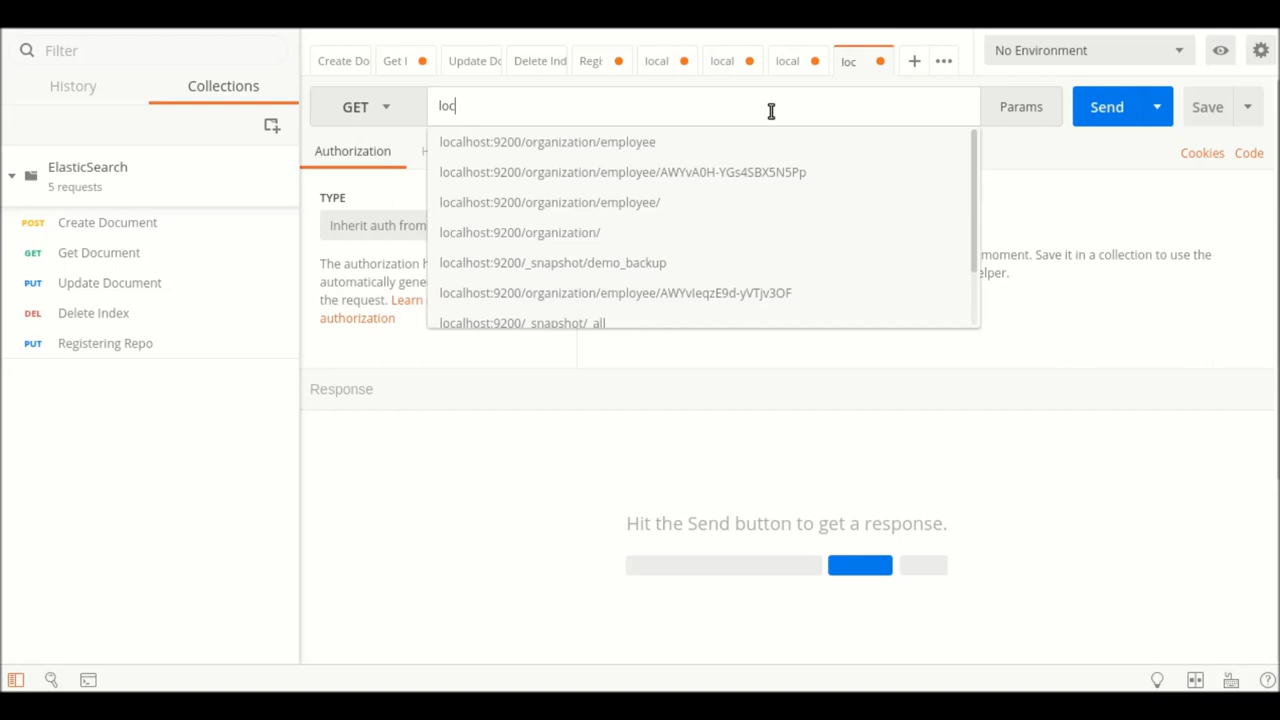 Filter
History
Collections
ElasticSearch
5 requests
POST Create Document
GET Get Document
PUT Update Document
DEL Delete Index
PUT Registering Repo
Create Do
Get I
Update Do
Delete Ind
Regi
local
local
local
loc
No Environment
GET
loc
Params
Send
Save
localhost:9200/organization/employee
localhost:9200/organization/employee/AWYvA0H-YGs4SBX5N5Pp
localhost:9200/organization/employee/
localhost:9200/organization/
localhost:9200/_snapshot/demo_backup
localhost:9200/organization/employee/AWYvIeqzE9d-yVTjv3OF
localhost:9200/_snapshot/_all
Authorization
H
Cookies
Code
TYPE
Inherit auth from
The authorization h
automatically gene
the request. Learn
authorization
moment. Save it in a collection to use the
elper.
Response
Hit the Send button to get a response.